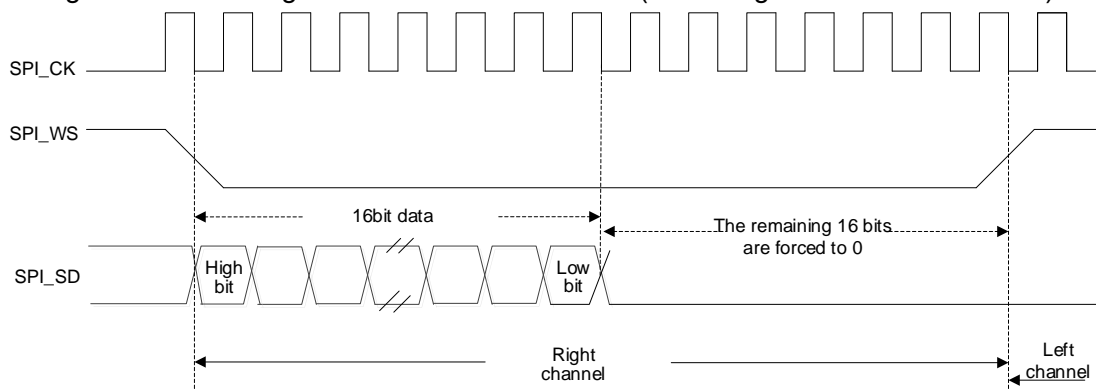 SPI_CK
SPI_WS
16bit data
The remaining 16 bits
are forced to 0
SPI_SD
High
bit
Low
bit
Right
channel
Left
channel